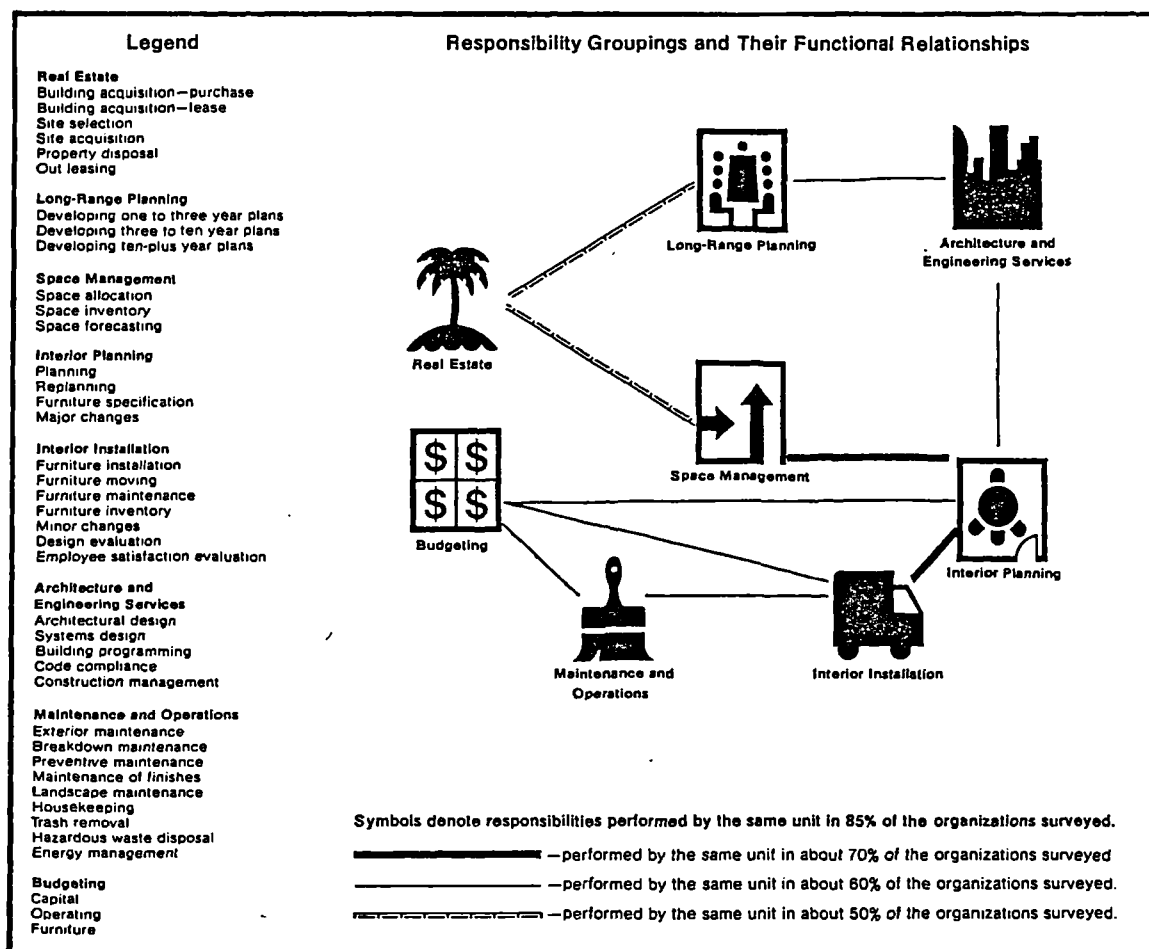 Legend
Real Estate
Building acquisition—purchase
Building acquisition—lease
Site selection
Site acquisition
Property disposal
Out leasing
Long-Range Planning
Developing one to three year plans
Developing three to ten year plans
Developing ten-plus year plans
Space Management
Space allocation
Space inventory
Space forecasting
Interior Planning
Planning
Replanning
Furniture specification
Major changes
Interior Installation
Furniture installation
Furniture moving
Furniture maintenance
Furniture inventory
Minor changes
Design evaluation
Employee satisfaction evaluation
Architecture and
Engineering Services
Architectural design
Systems design
Building programming
Code compliance
Construction management
Maintenance and Operations
Exterior maintenance
Breakdown maintenance
Preventive maintenance
Maintenance of finishes
Landscape maintenance
Housekeeping
Trash removal
Hazardous waste disposal
Energy management
Budgeting
Capital
Operating
Furniture
Responsibility Groupings and Their Functional Relationships
Long-Range Planning
Architecture and
Engineering Services
Real Estate
Space Management
$ $
$ $
Budgeting
Interior Planning
Maintenance and
Operations
Interior Installation
Symbols denote responsibilities performed by the same unit in 85% of the organizations surveyed.
—performed by the same unit in about 70% of the organizations surveyed
—performed by the same unit in about 60% of the organizations surveyed.
—performed by the same unit in about 50% of the organizations surveyed.